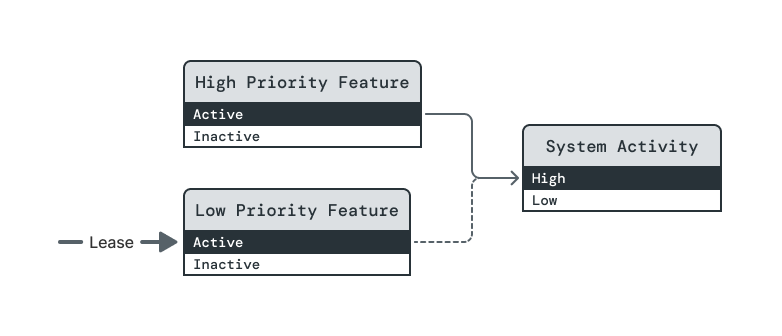 High Priority Feature
Active
Inactive
System Activity
High
Low
Low Priority Feature
Active
Inactive
Lease